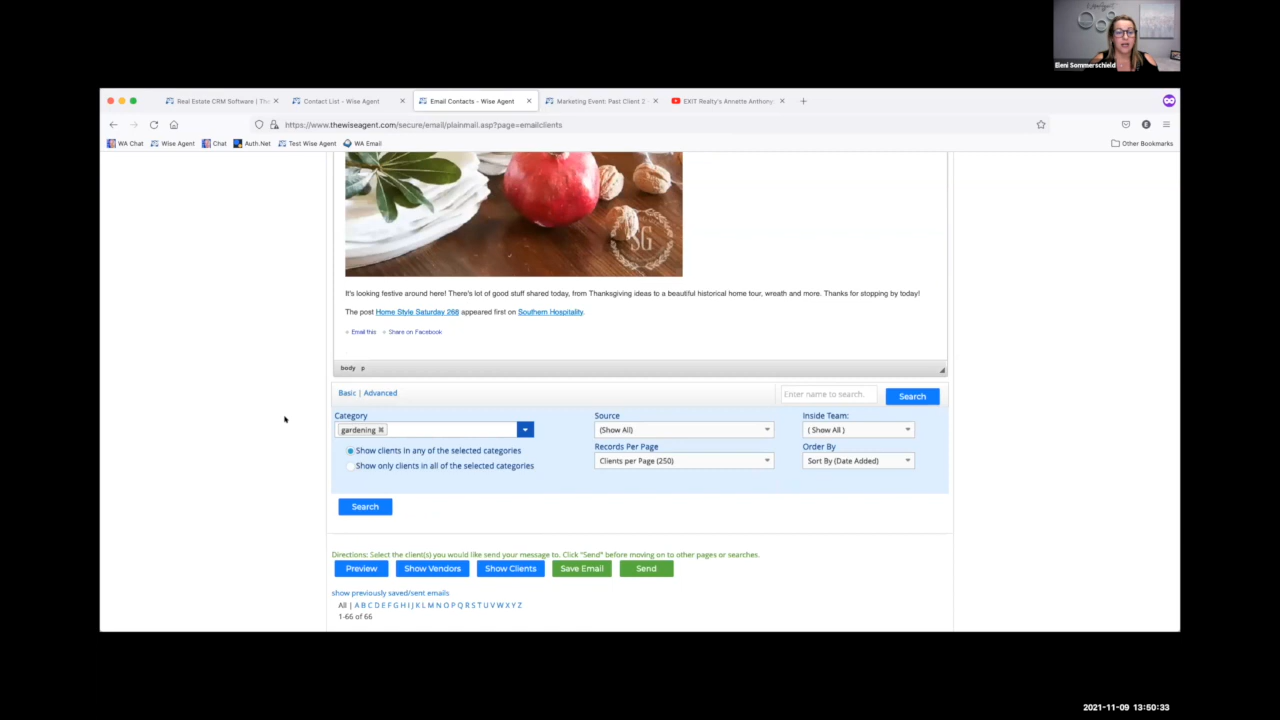 Eleni Sommerschield
Real Estate CRM Software | Th
Contact List - Wise Agent
Email Contacts - Wise Agent
Marketing Event: Past Client 2
EXIT Realty's Annette Anthony
https://www.thewiseagent.com/secure/email/plainmail.asp?page=emailclients
WA Chat
Wise Agent
Chat
Auth.Net
Test Wise Agent
WA Email
Other Bookmarks
SG
It's looking festive around here! There's lot of good stuff shared today, from Thanksgiving ideas to a beautiful historical home tour, wreath and more. Thanks for stopping by today!
The post Home Style Saturday 268 appeared first on Southern Hospitality.
Email this Share on Facebook
body p
Basic | Advanced
Enter name to search.
Search
Category
Source
Inside Team:
gardening
(Show All)
( Show All )
Show clients in any of the selected categories
Records Per Page
Order By
Show only clients in all of the selected categories
Clients per Page (250)
Sort By (Date Added)
Search
Directions: Select the client(s) you would like send your message to. Click "Send" before moving on to other pages or searches.
Preview
Show Vendors
Show Clients
Save Email
Send
show previously saved/sent emails
All | A B C D E F G H I J K L M N O P Q R S T U V W X Y Z
1-66 of 66
2021-11-09 13:50:33